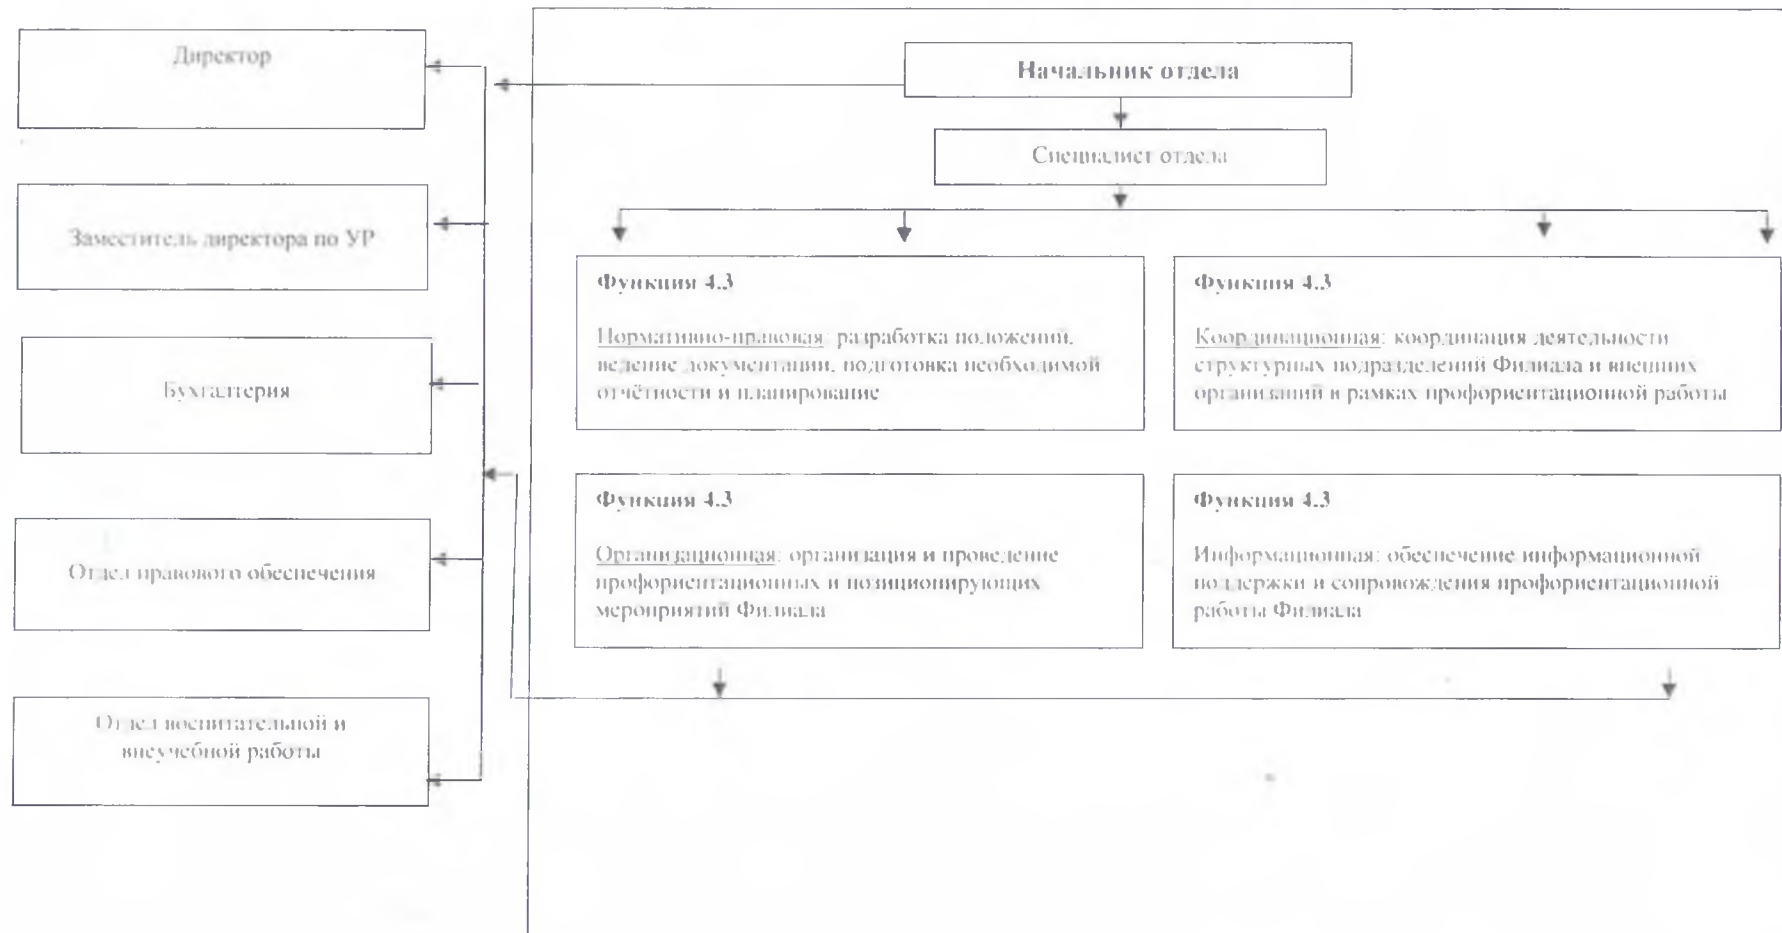 Директор
Заместитель директора по УР
Бухгалтерия
Отдел правового обеспечения
Отдел воспитательной и
внеучебной работы
Начальник отдела
Специалист отдела
Функция 4.3
Нормативно-правовая: разработка положений,
ведение документации, подготовка необходимой
отчётности и планирование
Функция 4.3
Координационная: координация деятельности
структурных подразделений Филиала и внешних
организаций в рамках профориентационной работы
Функция 4.3
Организационная: организация и проведение
профориентационных и позиционирующих
мероприятий Филиала
Функция 4.3
Информационная: обеспечение информационной
поддержки и сопровождения профориентационной
работы Филиала